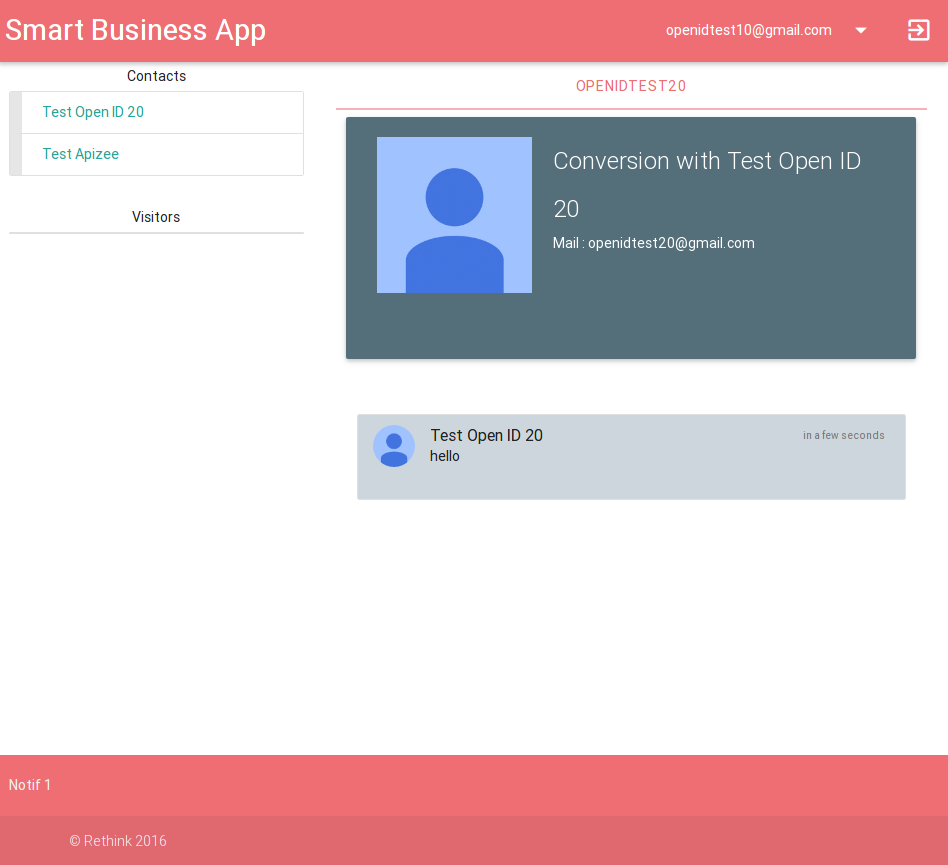 Smart Business App
openidtest10@gmail.com
Contacts
Test Open ID 20
Test Apizee
Visitors
OPENIDTEST20
Conversion with Test Open ID
20
Mail : openidtest20@gmail.com
Test Open ID 20
in a few seconds
hello
Notif 1
© Rethink 2016